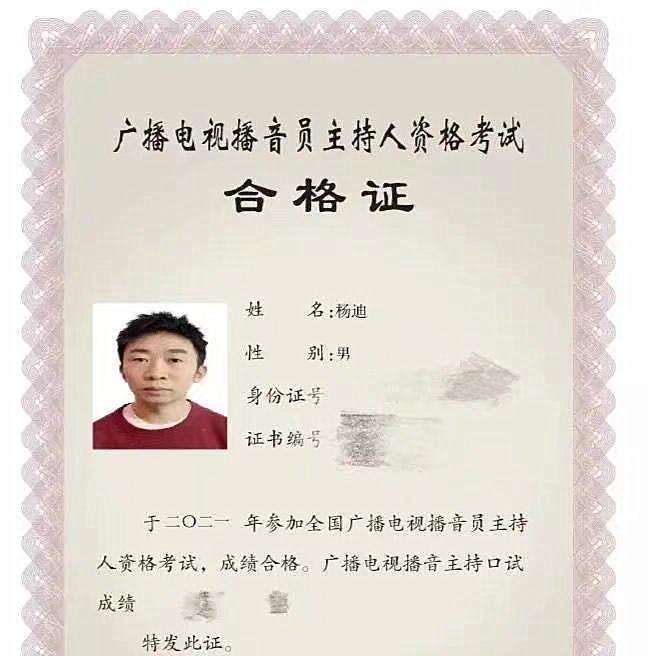 广播电视播音员主持人资格考试
合格证
姓 名:杨迪
性 别:男
身份证号
证书编号
于二〇二一 年参加全国广播电视播音员主持
人资格考试，成绩合格。广播电视播音主持口试
成绩
特发此证。